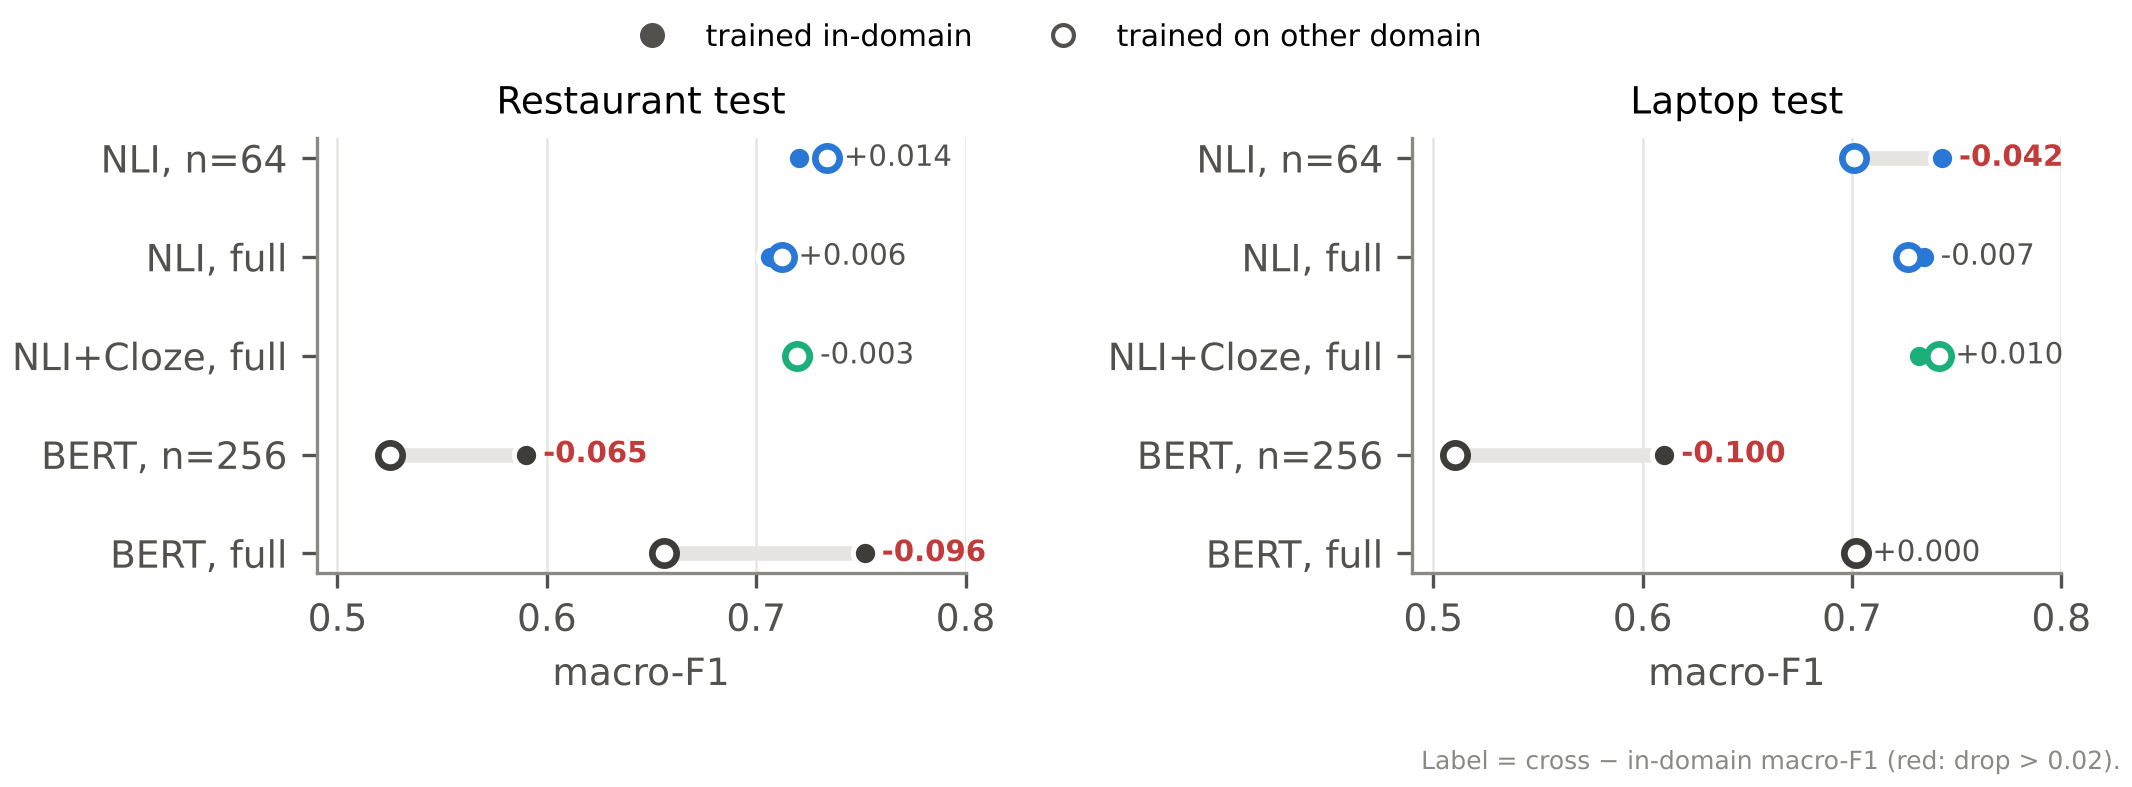 trained in-domain
trained on other domain
Restaurant test
NLI, n=64
+0.014
NLI, full
+0.006
NLI+Cloze, full
-0.003
BERT, n=256
-0.065
BERT, full
-0.096
0.5 0.6 0.7 0.8
macro-F1
Laptop test
NLI, n=64
-0.042
NLI, full
-0.007
NLI+Cloze, full
+0.010
BERT, n=256
-0.100
BERT, full
+0.000
0.5 0.6 0.7 0.8
macro-F1
Label = cross − in-domain macro-F1 (red: drop > 0.02).